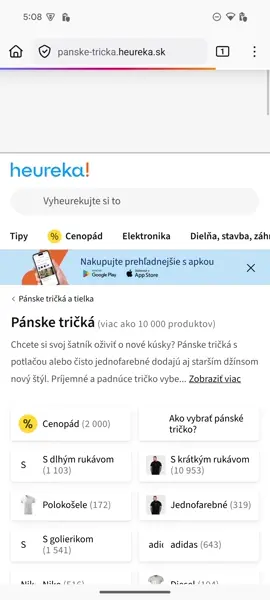 5:08
panske-tricka.heureka.sk
1
heureka!
Vyheurekujte si to
Tipy
% Cenopád
Elektronika
Dielňa, stavba, záh
Nakupujte prehľadnejšie s apkou
Google Play
App Store
< Pánske tričká a tielka
Pánske tričká (viac ako 10 000 produktov)
Chcete si svoj šatník oživiť o nové kúsky? Pánske tričká s
potlačou alebo čisto jednofarebné dodajú aj starším džínsom
nový štýl. Príjemné a padnúce tričko vybe... Zobraziť viac
% Cenopád (2 000)
Ako vybrať pánské
tričko?
S
S dlhým rukávom
(1 103)
S krátkým rukávom
(10 953)
Polokošele (172)
Jednofarebné (319)
S
S golierikom
(1 541)
adidas (643)
Nike (516)
Diesel (104)